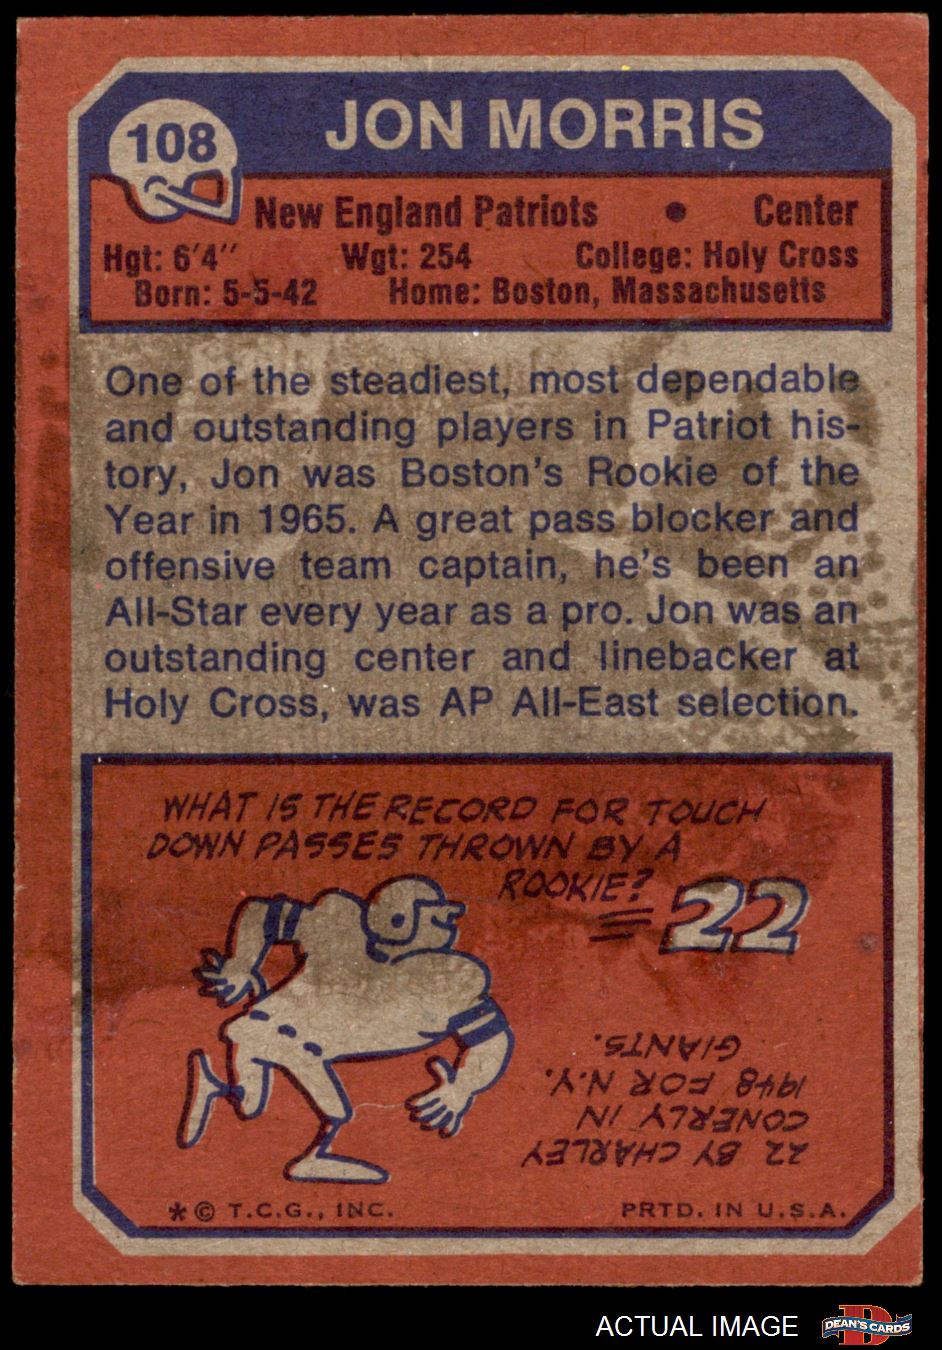 108
JON MORRIS
New England Patriots • Center
Hgt: 6'4" Wgt: 254 College: Holy Cross
Born: 5-5-42 Home: Boston, Massachusetts
One of the steadiest, most dependable
and outstanding players in Patriot his-
tory, Jon was Boston's Rookie of the
Year in 1965. A great pass blocker and
offensive team captain, he's been an
All-Star every year as a pro. Jon was an
outstanding center and linebacker at
Holy Cross, was AP All-East selection.
WHAT IS THE RECORD FOR TOUCH
DOWN PASSES THROWN BY A
ROOKIE?
22
22 BY CHARLEY
CONERLY IN
1948 FOR N.Y.
GIANTS.
* © T.C.G., INC. PRTD. IN U.S.A.
ACTUAL IMAGE DEAN'S CARDS